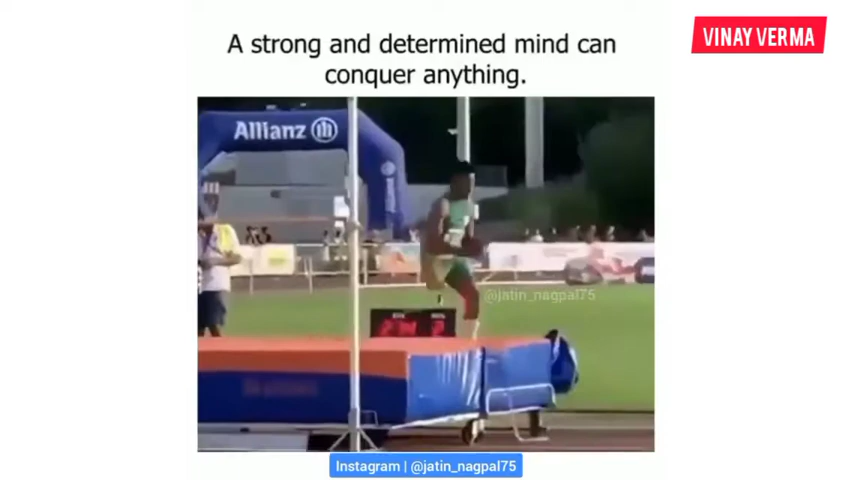 A strong and determined mind can
conquer anything.
VINAY VERMA
Allianz
@jatin_nagpal75
Instagram | @jatin_nagpal75